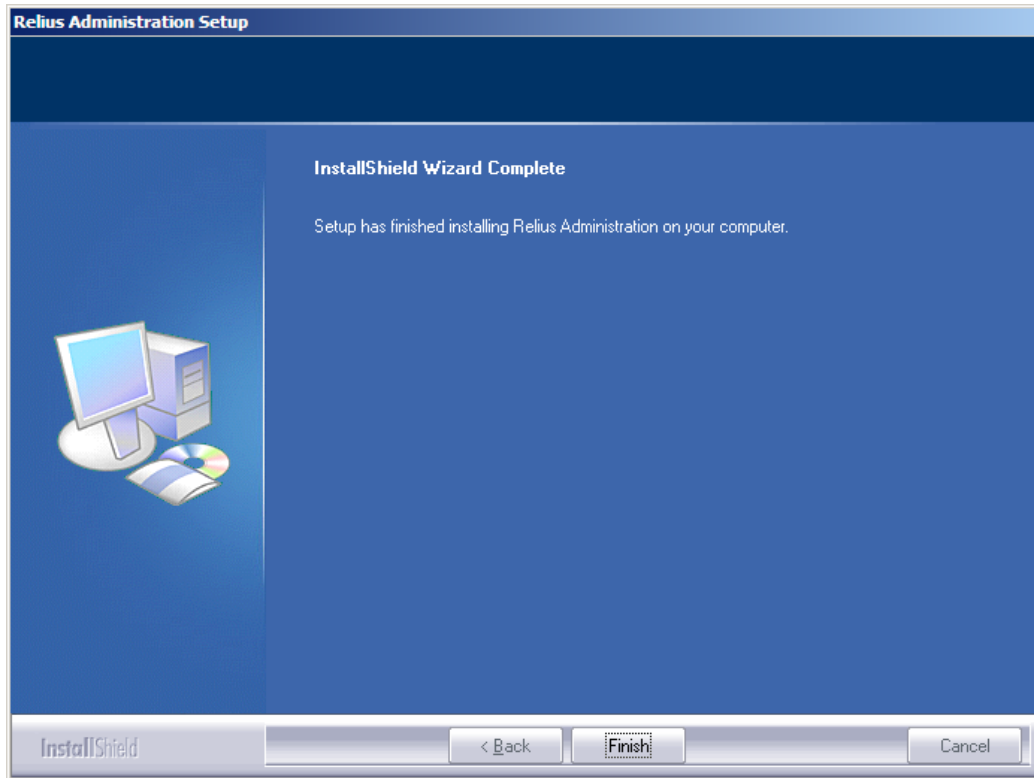 Relius Administration Setup
InstallShield Wizard Complete
Setup has finished installing Relius Administration on your computer.
InstallShield
< Back
Finish
Cancel